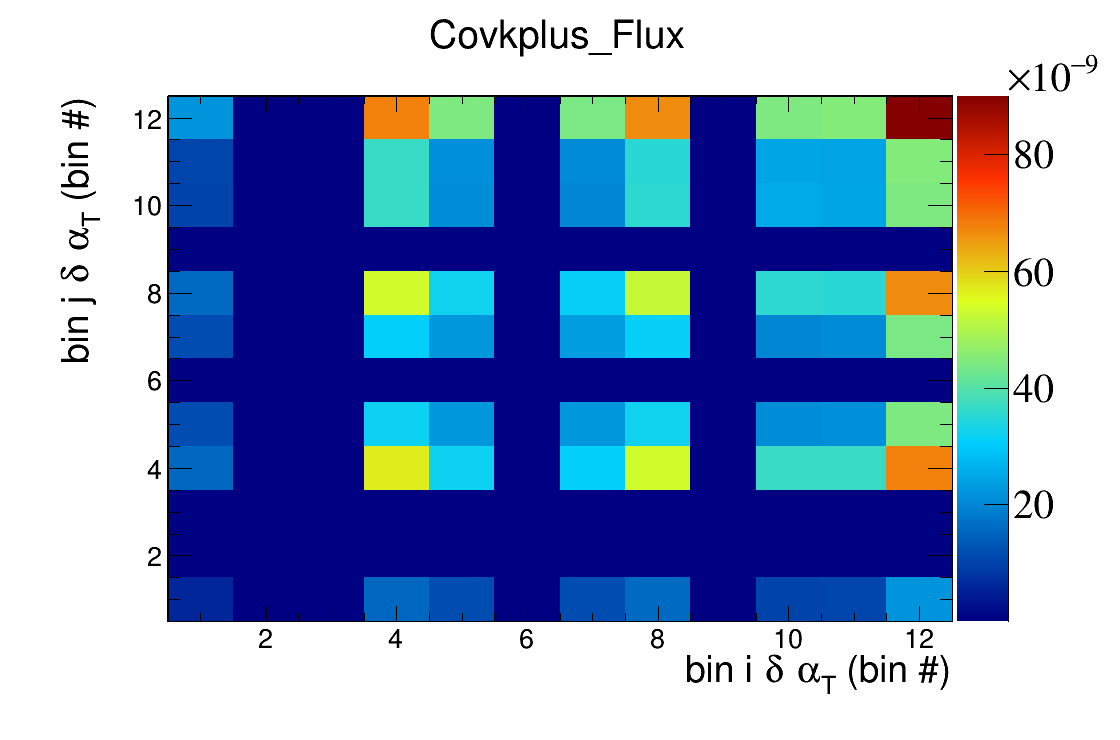 Covkplus_Flux
×10⁻⁹
bin j δ α_T (bin #)
12
10
8
6
4
2
80
60
40
20
2 4 6 8 10 12
bin i δ α_T (bin #)